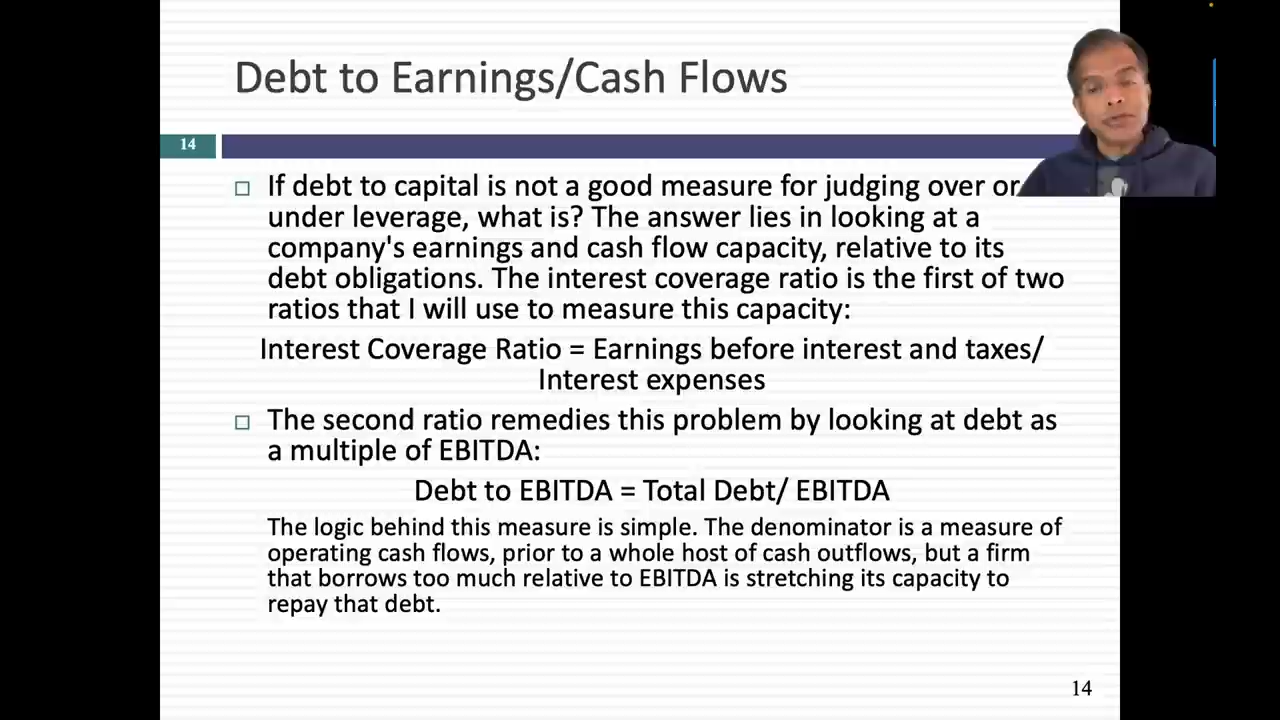 Debt to Earnings/Cash Flows
14
If debt to capital is not a good measure for judging over or
under leverage, what is? The answer lies in looking at a
company's earnings and cash flow capacity, relative to its
debt obligations. The interest coverage ratio is the first of two
ratios that I will use to measure this capacity:
Interest Coverage Ratio = Earnings before interest and taxes/
Interest expenses
The second ratio remedies this problem by looking at debt as
a multiple of EBITDA:
Debt to EBITDA = Total Debt/ EBITDA
The logic behind this measure is simple. The denominator is a measure of
operating cash flows, prior to a whole host of cash outflows, but a firm
that borrows too much relative to EBITDA is stretching its capacity to
repay that debt.
14